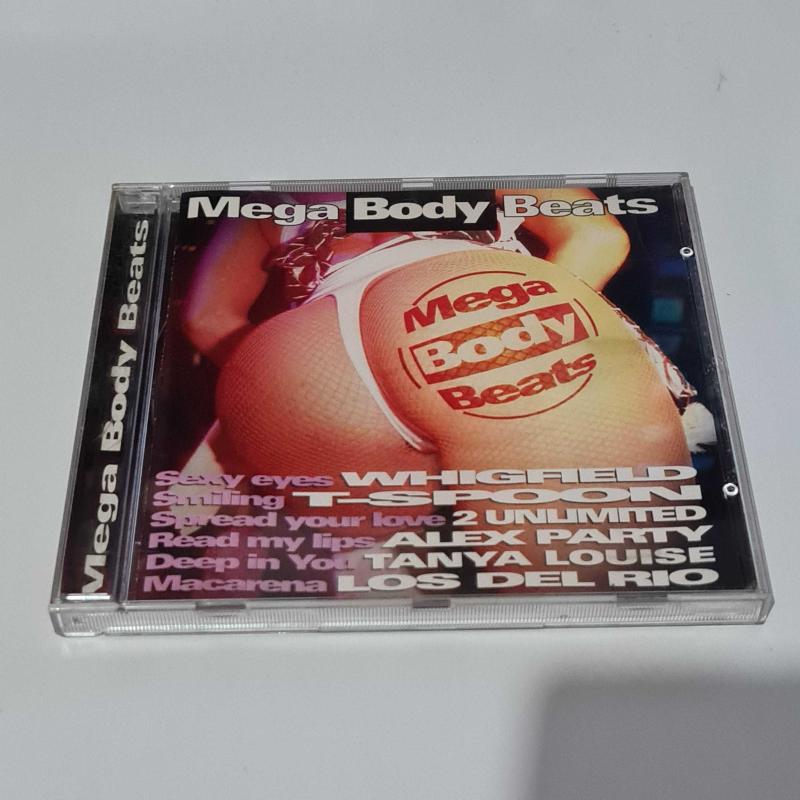 Mega Body Beats
Mega Body Beats
Mega
Body
Beats
Sexy eyes WHIGFIELD
Smiling T-SPOON
Spread your love 2 UNLIMITED
Read my lips ALEX PARTY
Deep in You TANYA LOUISE
Macarena LOS DEL RIO